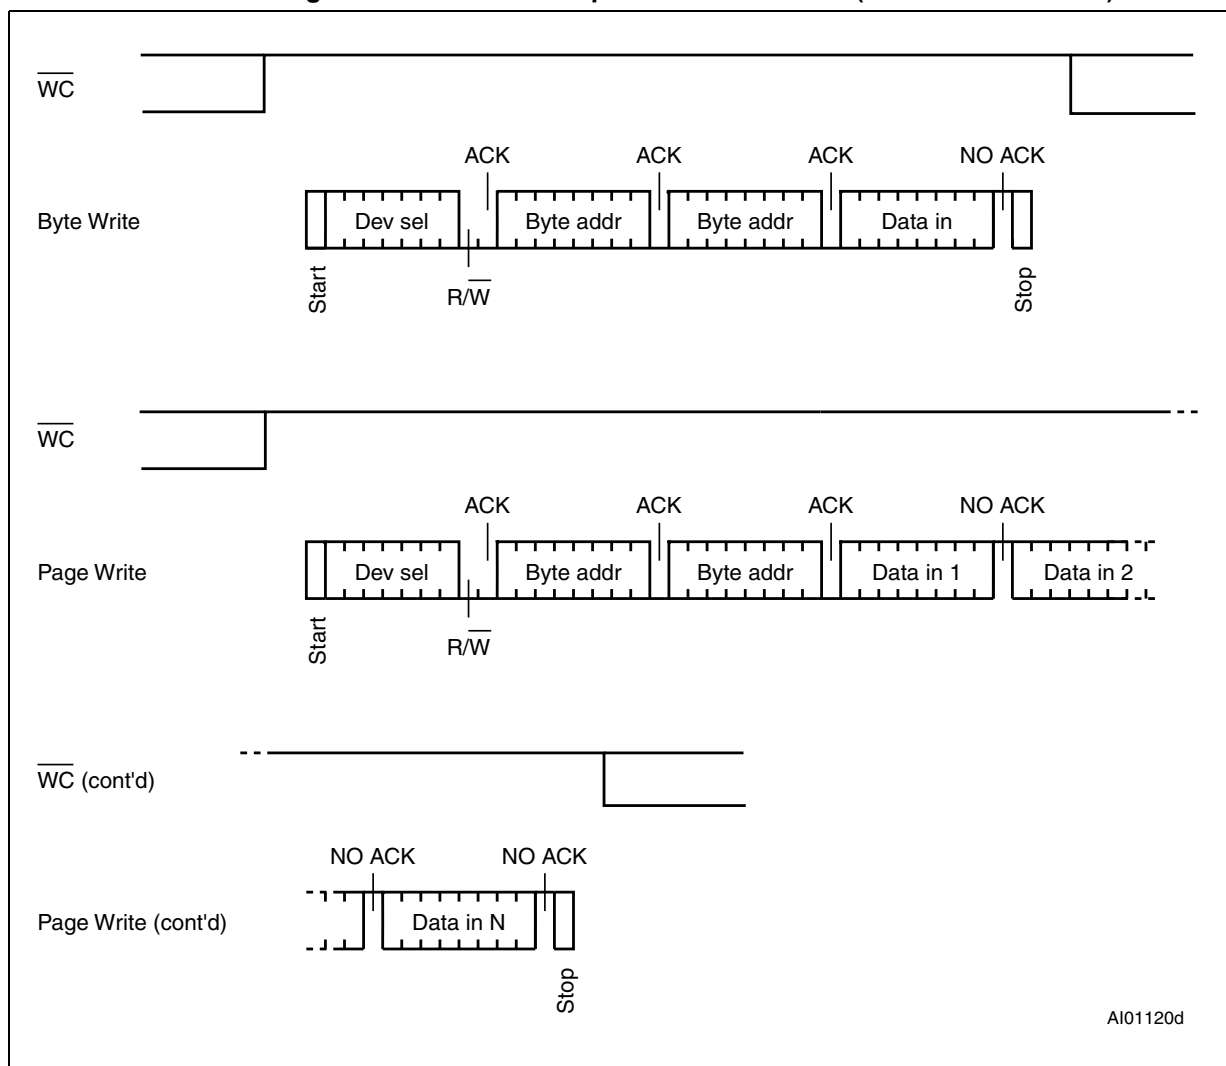 WC
ACK ACK ACK NO ACK
Byte Write Dev sel Byte addr Byte addr Data in
Start R/W Stop
WC
ACK ACK ACK NO ACK
Page Write Dev sel Byte addr Byte addr Data in 1 Data in 2
Start R/W
WC (cont'd)
NO ACK NO ACK
Page Write (cont'd) Data in N
Stop
AI01120d